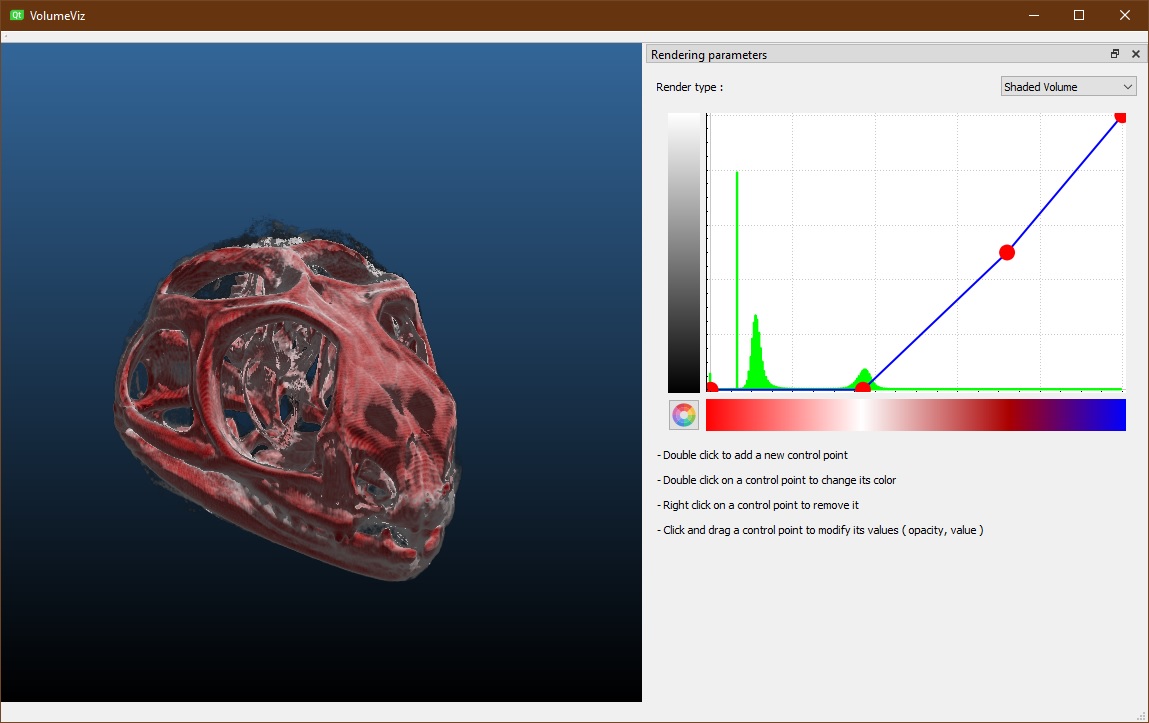 Qt VolumeViz
Rendering parameters
Render type :
Shaded Volume
- Double click to add a new control point
- Double click on a control point to change its color
- Right click on a control point to remove it
- Click and drag a control point to modify its values ( opacity, value )